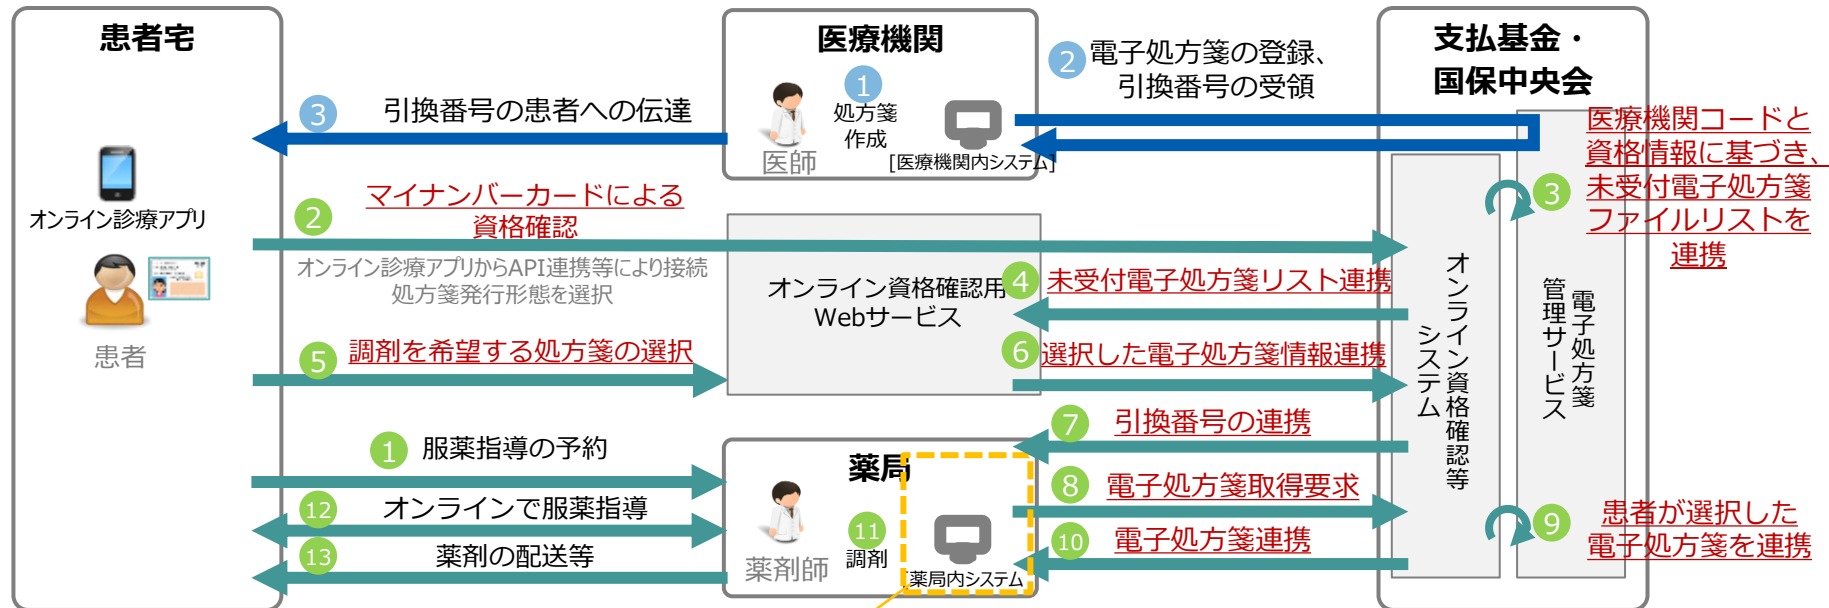 患者宅
オンライン診療アプリ
患者
3
引換番号の患者への伝達
医療機関
1
処方箋
作成
医師
[医療機関内システム]
2
電子処方箋の登録、
引換番号の受領
支払基金・
国保中央会
医療機関コードと
資格情報に基づき、
未受付電子処方箋
ファイルリストを
連携
3
2
マイナンバーカードによる
資格確認
オンライン診療アプリからAPI連携等により接続
処方箋発行形態を選択
オンライン資格確認用
Webサービス
4
未受付電子処方箋リスト連携
5
調剤を希望する処方箋の選択
6
選択した電子処方箋情報連携
オンライン資格確認等
システム
電子処方箋
管理サービス
7
引換番号の連携
1
服薬指導の予約
薬局
8
電子処方箋取得要求
12
オンラインで服薬指導
11
調剤
薬剤師
[薬局内システム
9
患者が選択した
電子処方箋を連携
10
電子処方箋連携
13
薬剤の配送等